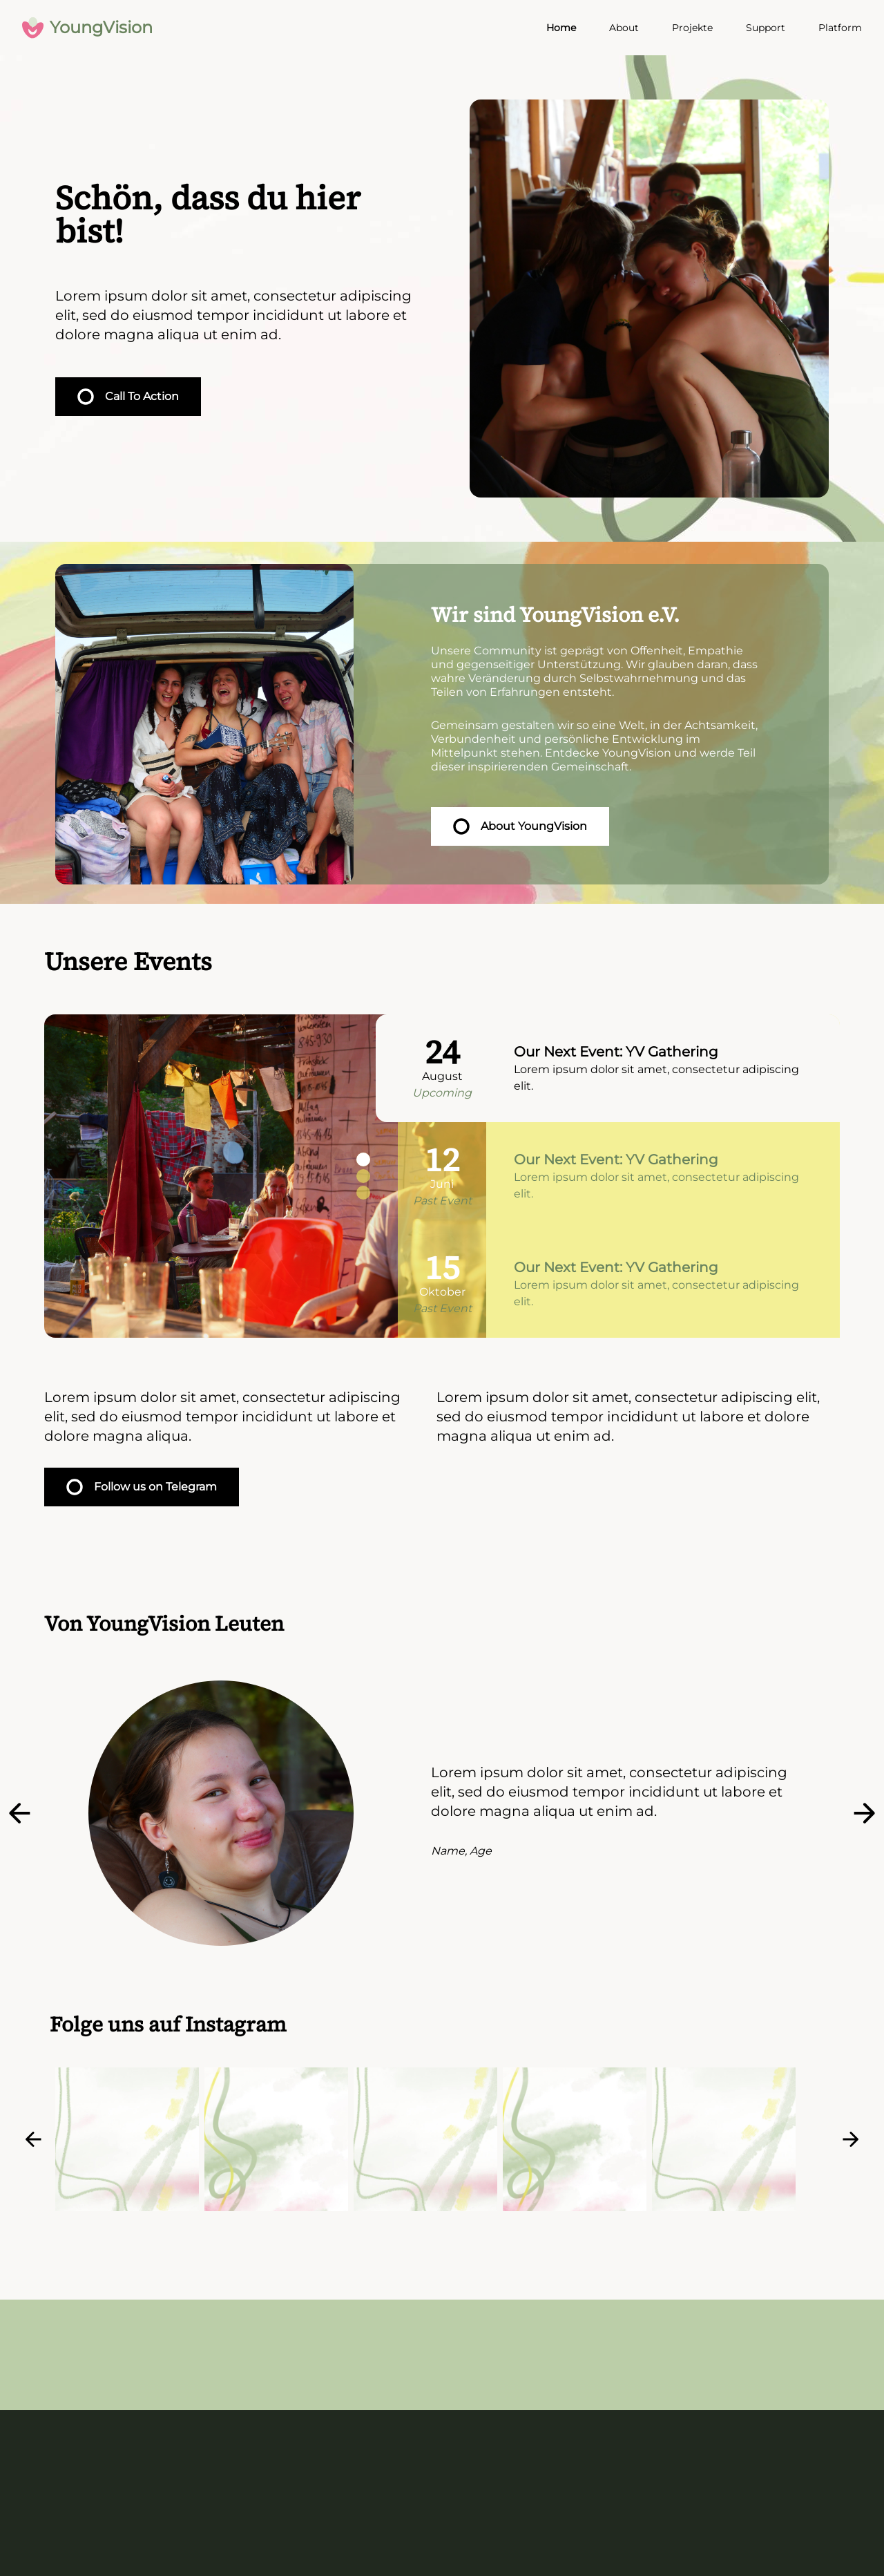 YoungVision
Home About Projekte Support Platform
Schön, dass du hier
bist!
Lorem ipsum dolor sit amet, consectetur adipiscing
elit, sed do eiusmod tempor incididunt ut labore et
dolore magna aliqua ut enim ad.
Call To Action
Wir sind YoungVision e.V.
Unsere Community ist geprägt von Offenheit, Empathie
und gegenseitiger Unterstützung. Wir glauben daran, dass
wahre Veränderung durch Selbstwahrnehmung und das
Teilen von Erfahrungen entsteht.
Gemeinsam gestalten wir so eine Welt, in der Achtsamkeit,
Verbundenheit und persönliche Entwicklung im
Mittelpunkt stehen. Entdecke YoungVision und werde Teil
dieser inspirierenden Gemeinschaft.
About YoungVision
Unsere Events
24
August
Upcoming
Our Next Event: YV Gathering
Lorem ipsum dolor sit amet, consectetur adipiscing
elit.
12
Juni
Past Event
Our Next Event: YV Gathering
Lorem ipsum dolor sit amet, consectetur adipiscing
elit.
15
Oktober
Past Event
Our Next Event: YV Gathering
Lorem ipsum dolor sit amet, consectetur adipiscing
elit.
Lorem ipsum dolor sit amet, consectetur adipiscing
elit, sed do eiusmod tempor incididunt ut labore et
dolore magna aliqua.
Lorem ipsum dolor sit amet, consectetur adipiscing elit,
sed do eiusmod tempor incididunt ut labore et dolore
magna aliqua ut enim ad.
Follow us on Telegram
Von YoungVision Leuten
Lorem ipsum dolor sit amet, consectetur adipiscing
elit, sed do eiusmod tempor incididunt ut labore et
dolore magna aliqua ut enim ad.
Name, Age
Folge uns auf Instagram